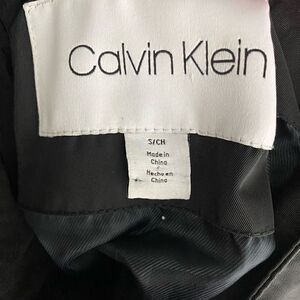 Calvin Klein
S/CH
Made in
China
Hecho en
China